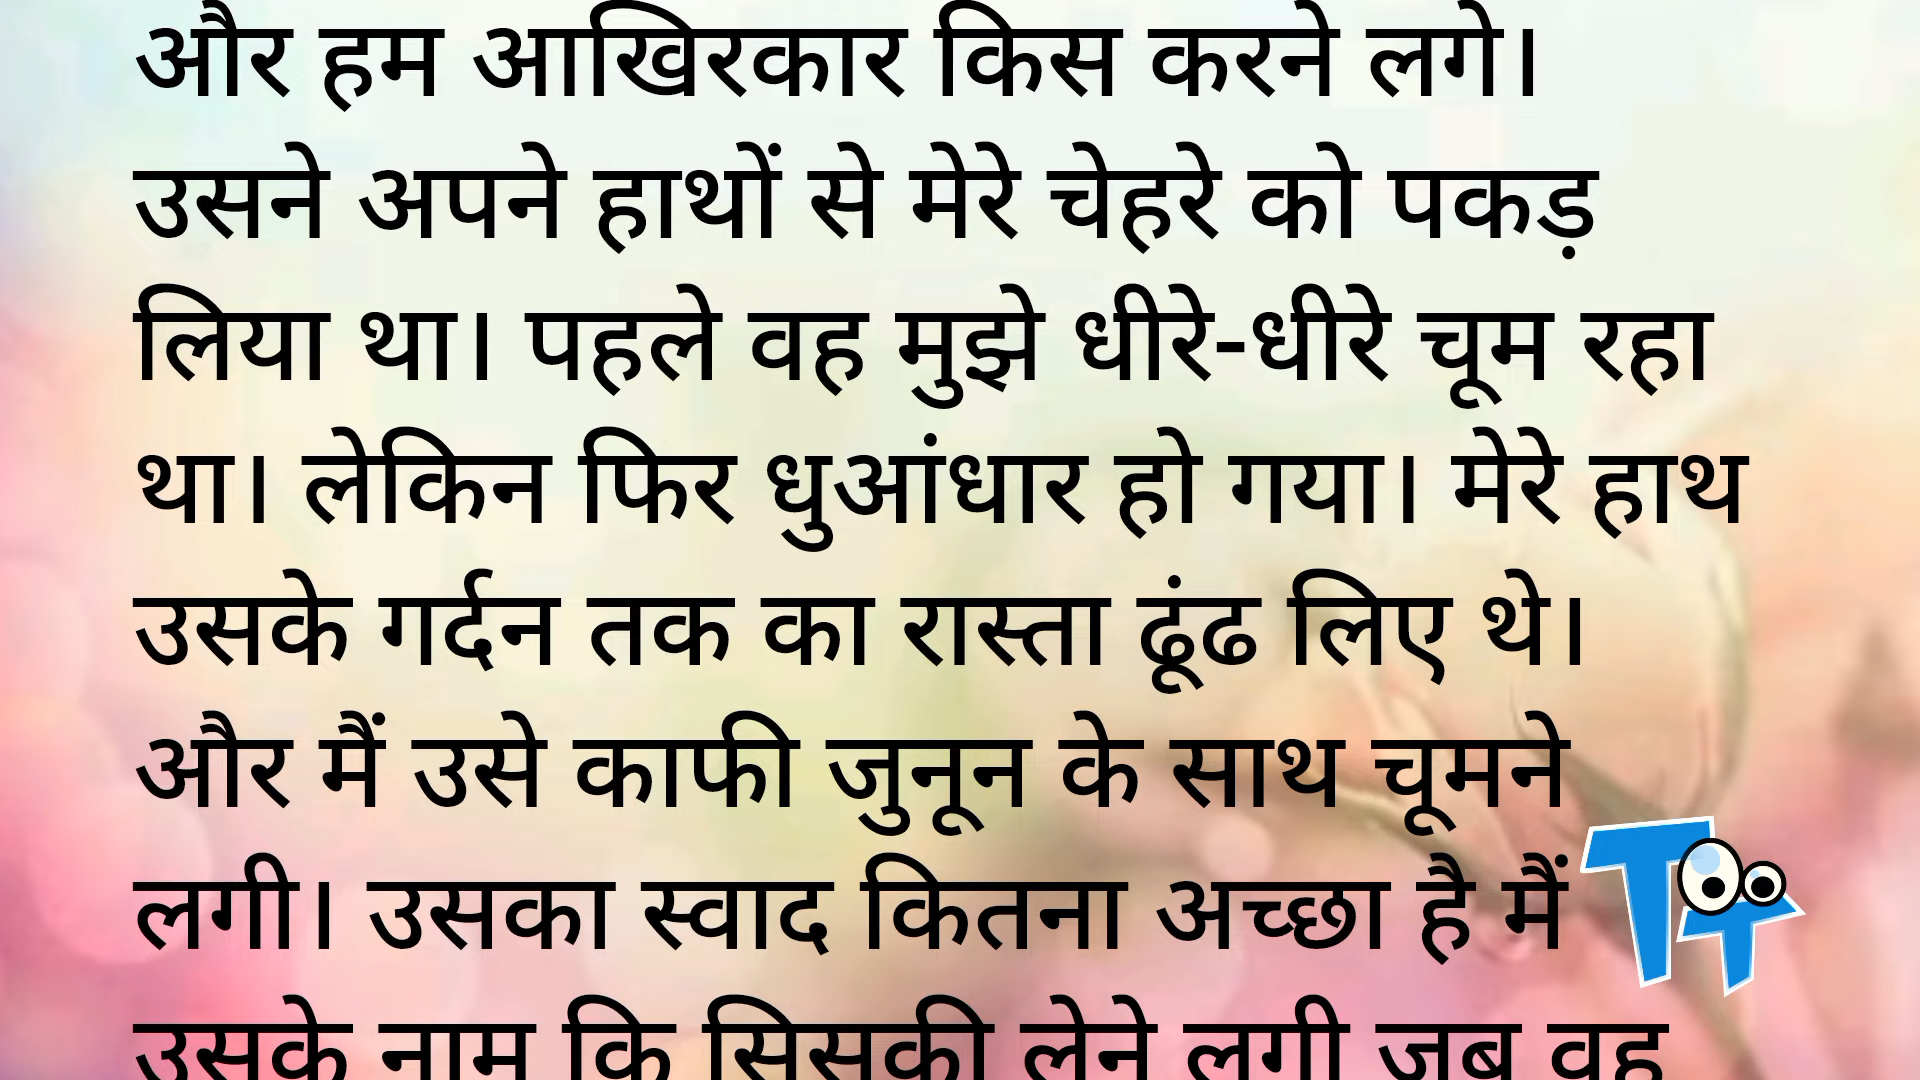 और हम आखिरकार किस करने लगे।
उसने अपने हाथों से मेरे चेहरे को पकड़
लिया था। पहले वह मुझे धीरे-धीरे चूम रहा
था। लेकिन फिर धुआंधार हो गया। मेरे हाथ
उसके गर्दन तक का रास्ता ढूंढ लिए थे।
और मैं उसे काफी जुनून के साथ चूमने
लगी। उसका स्वाद कितना अच्छा है मैं
उसके नाम कि सिसकी लेने लगी जब वह